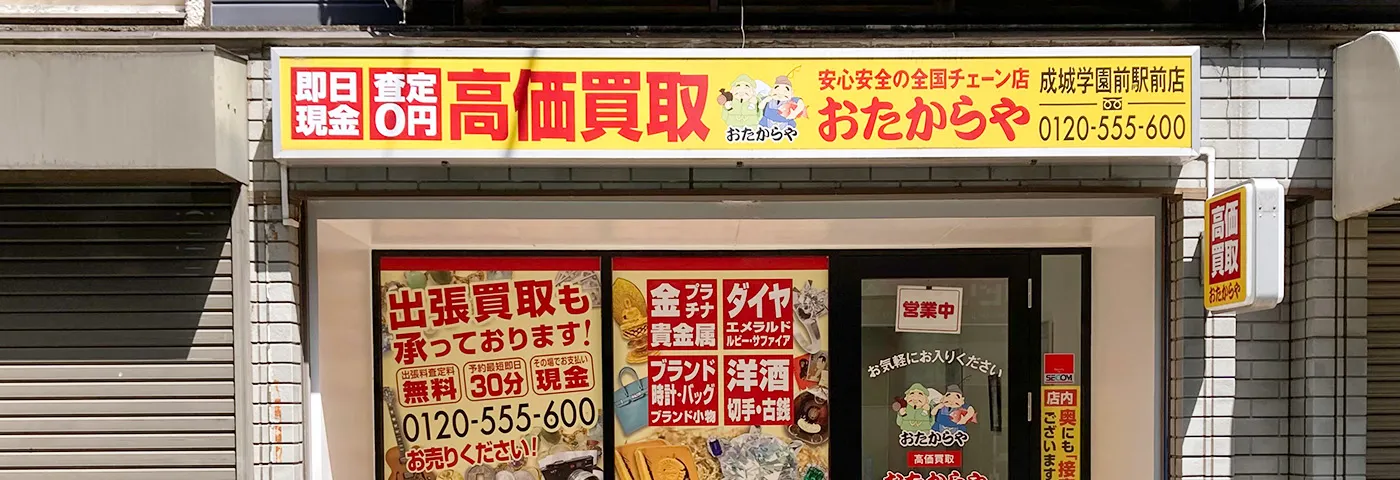 即日
現金
査定
0円
高価買取
おたからや
安心安全の全国チェーン店
おたからや
成城学園前駅前店
0120-555-600
高価
買取
おたからや
出張買取も
承っております!
出張料査定料
無料
予約最短即日
30分
その場でお支払い
現金
0120-555-600
お売りください!
金 プラチナ
貴金属
ダイヤ
エメラルド
ルビー・サファイア
ブランド
時計・バッグ
ブランド小物
洋酒
切手・古銭
営業中
お気軽にお入りください
おたからや
高価買取
おたからや
SECOM
店内
奥にも「接
ございます